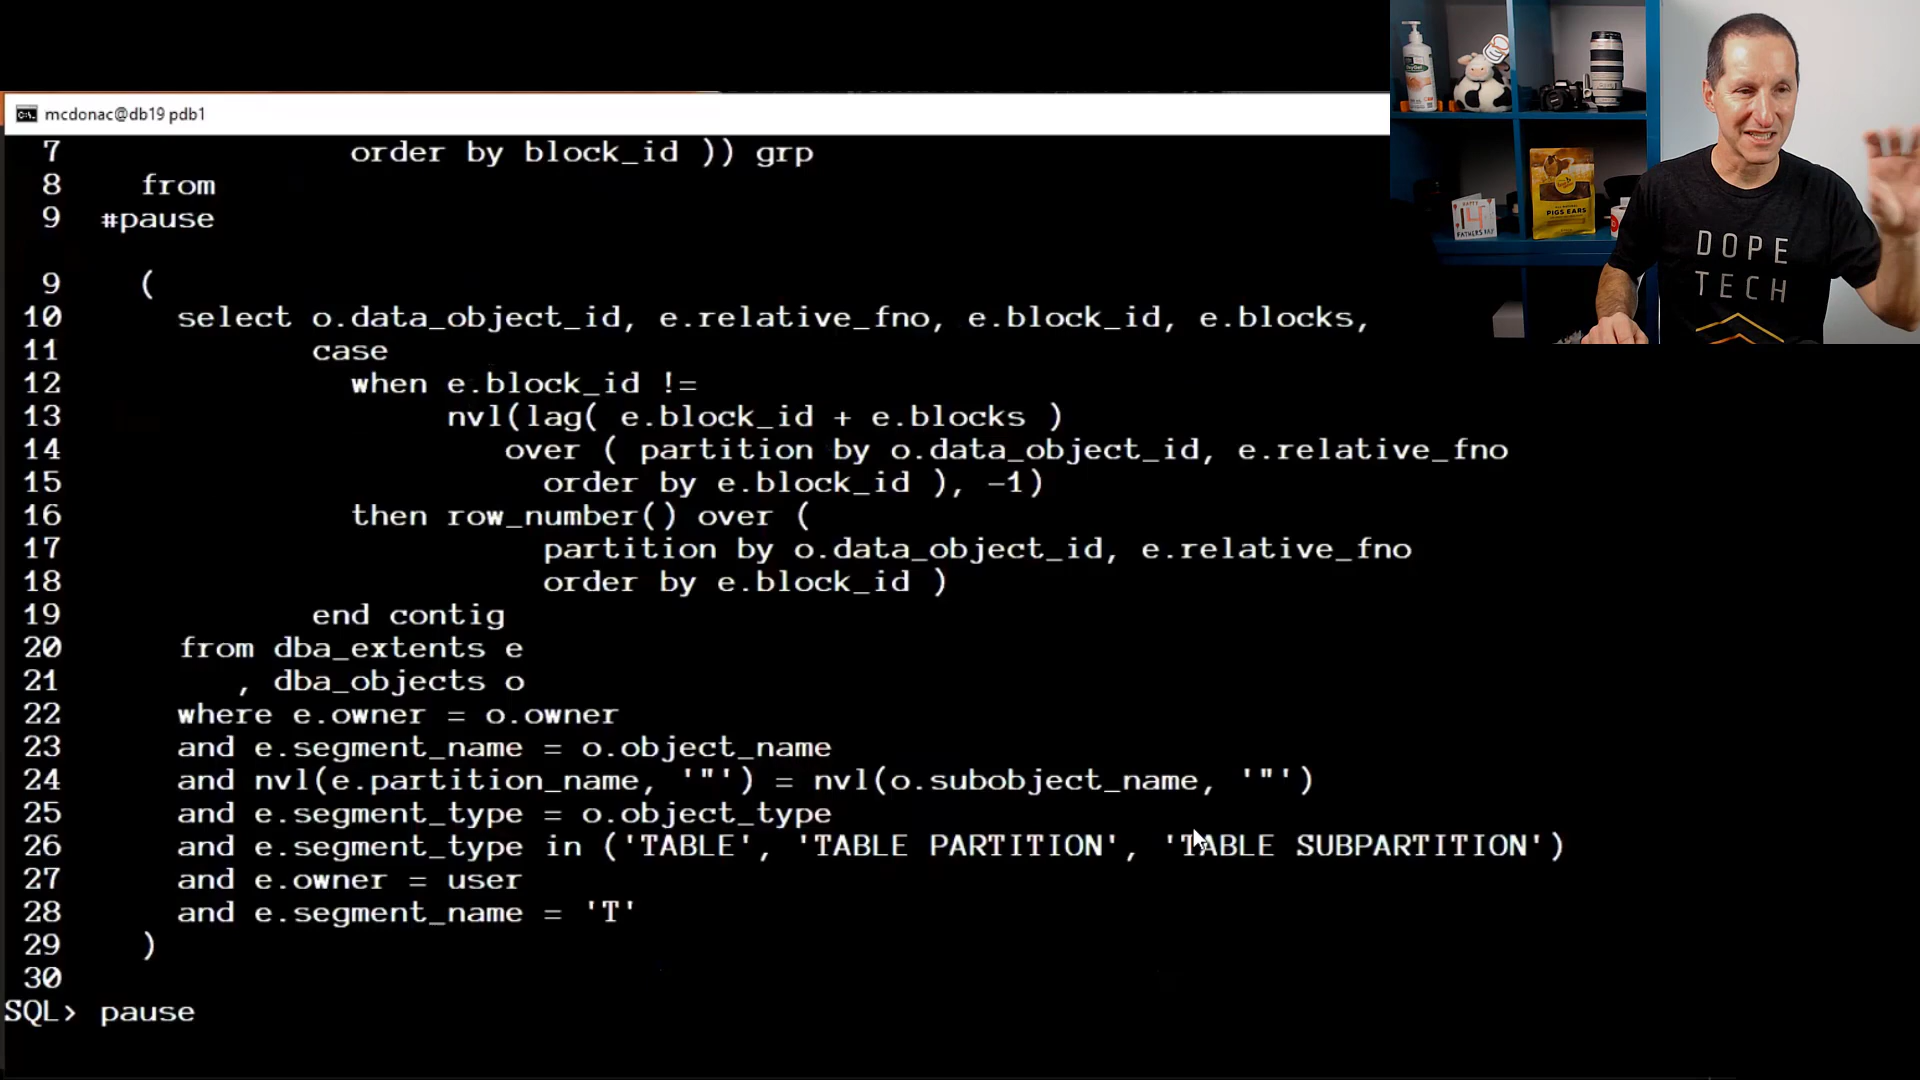 mcdonac@db19 pdb1
7 order by block_id )) grp
8 from
9 #pause
9 (
10 select o.data_object_id, e.relative_fno, e.block_id, e.blocks,
11 case
12 when e.block_id !=
13 nvl(lag( e.block_id + e.blocks )
14 over ( partition by o.data_object_id, e.relative_fno
15 order by e.block_id ), -1)
16 then row_number() over (
17 partition by o.data_object_id, e.relative_fno
18 order by e.block_id )
19 end contig
20 from dba_extents e
21 , dba_objects o
22 where e.owner = o.owner
23 and e.segment_name = o.object_name
24 and nvl(e.partition_name, '"') = nvl(o.subobject_name, '"')
25 and e.segment_type = o.object_type
26 and e.segment_type in ('TABLE', 'TABLE PARTITION', 'TABLE SUBPARTITION')
27 and e.owner = user
28 and e.segment_name = 'T'
29 )
30
SQL> pause
PIGS EARS
14
FATHERS DAY
DOPE
TECH